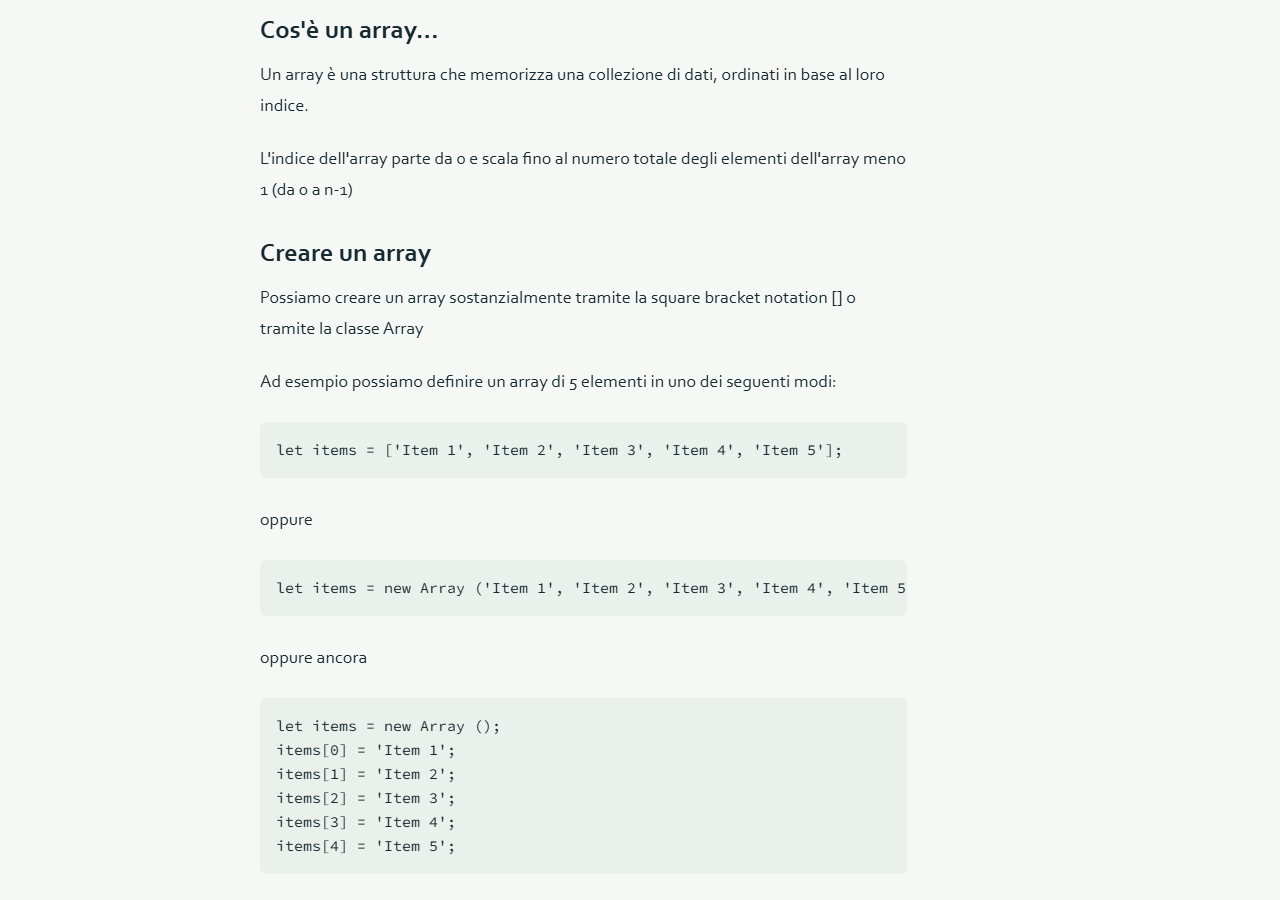 Cos'è un array...
Un array è una struttura che memorizza una collezione di dati, ordinati in base al loro
indice.
L'indice dell'array parte da 0 e scala fino al numero totale degli elementi dell'array meno
1 (da 0 a n-1)
Creare un array
Possiamo creare un array sostanzialmente tramite la square bracket notation [] o
tramite la classe Array
Ad esempio possiamo definire un array di 5 elementi in uno dei seguenti modi:
let items = ['Item 1', 'Item 2', 'Item 3', 'Item 4', 'Item 5'];
oppure
let items = new Array ('Item 1', 'Item 2', 'Item 3', 'Item 4', 'Item 5
oppure ancora
let items = new Array ();
items[0] = 'Item 1';
items[1] = 'Item 2';
items[2] = 'Item 3';
items[3] = 'Item 4';
items[4] = 'Item 5';